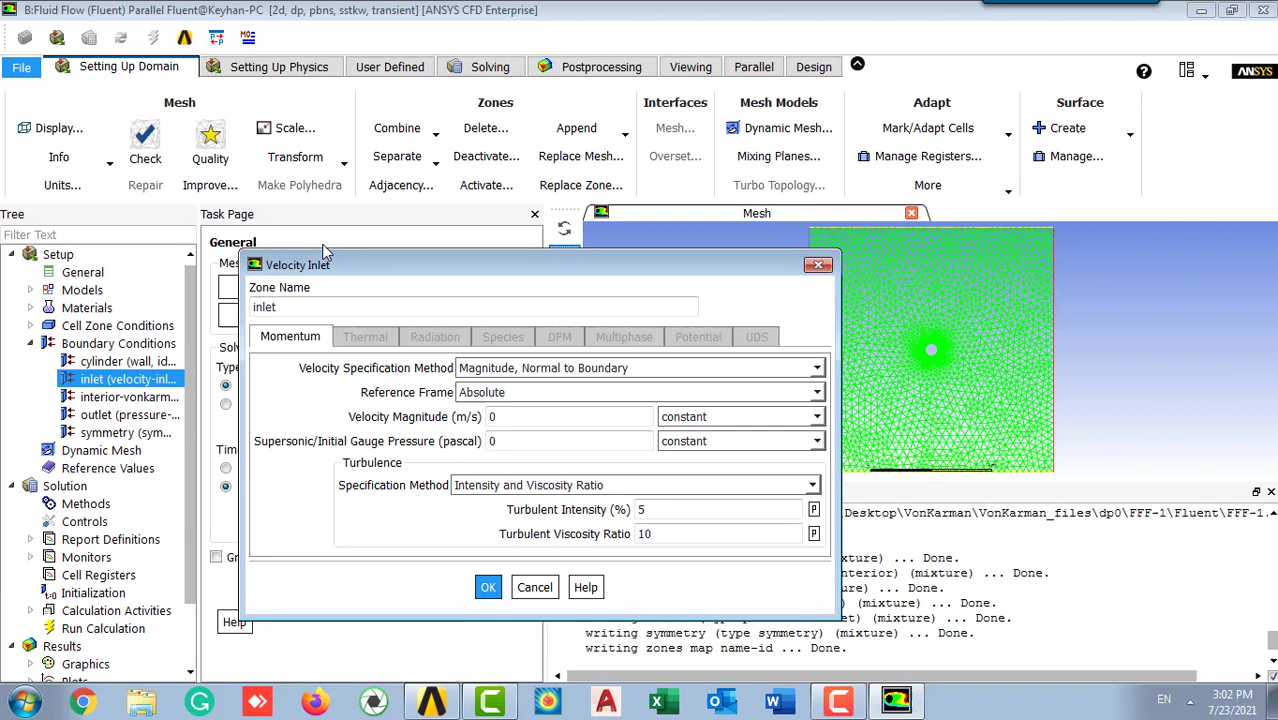 B:Fluid Flow (Fluent) Parallel Fluent@Keyhan-PC [2d, dp, pbns, sstkw, transient] [ANSYS CFD Enterprise]
File
Setting Up Domain
Setting Up Physics
User Defined
Solving
Postprocessing
Viewing
Parallel
Design
ANSYS
Mesh
Zones
Interfaces
Mesh Models
Adapt
Surface
Display...
Scale...
Combine
Delete...
Append
Mesh...
Dynamic Mesh...
Mark/Adapt Cells
Create
Info
Check
Quality
Transform
Separate
Deactivate...
Replace Mesh...
Overset...
Mixing Planes...
Manage Registers...
Manage...
Units...
Repair
Improve...
Make Polyhedra
Adjacency...
Activate...
Replace Zone...
Turbo Topology...
More
Tree
Task Page
Mesh
Filter Text
Setup
General
Models
Materials
Cell Zone Conditions
Boundary Conditions
cylinder (wall, id...
inlet (velocity-inl...
interior-vonkarm...
outlet (pressure-...
symmetry (sym...
Dynamic Mesh
Reference Values
Solution
Methods
Controls
Report Definitions
Monitors
Cell Registers
Initialization
Calculation Activities
Run Calculation
Results
Graphics
Plots
General
Help
Velocity Inlet
Zone Name
inlet
Momentum
Thermal
Radiation
Species
DPM
Multiphase
Potential
UDS
Velocity Specification Method
Magnitude, Normal to Boundary
Reference Frame
Absolute
Velocity Magnitude (m/s)
0
constant
Supersonic/Initial Gauge Pressure (pascal)
0
constant
Turbulence
Specification Method
Intensity and Viscosity Ratio
Turbulent Intensity (%)
5
P
Turbulent Viscosity Ratio
10
P
OK
Cancel
Help
Desktop\VonKarman\VonKarman_files\dp0\FFF-1\Fluent\FFF-1.
mixture) ... Done.
nterior) (mixture) ... Done.
(mixture) ... Done.
) (mixture) ... Done.
et) (mixture) ... Done.
writing symmetry (type symmetry) (mixture) ... Done.
writing zones map name-id ... Done.
EN
3:02 PM
7/23/2021